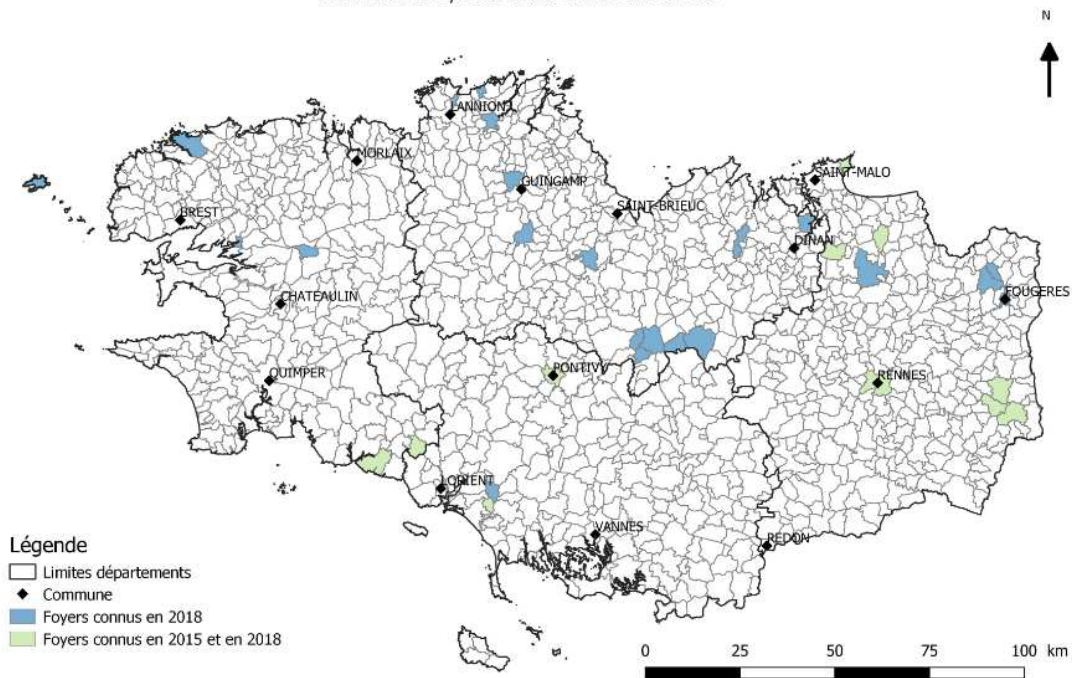 N
LANNION
MORLAIX
GUINGAMP
SAINT-MALO
BREST
SAINT-BRIEUC
DINAN
CHATEAULIN
FOUGERES
QUIMPER
PONTIVY
RENNES
LORIENT
VANNES
REDON
Légende
Limites départements
Commune
Foyers connus en 2018
Foyers connus en 2015 et en 2018
0 25 50 75 100 km